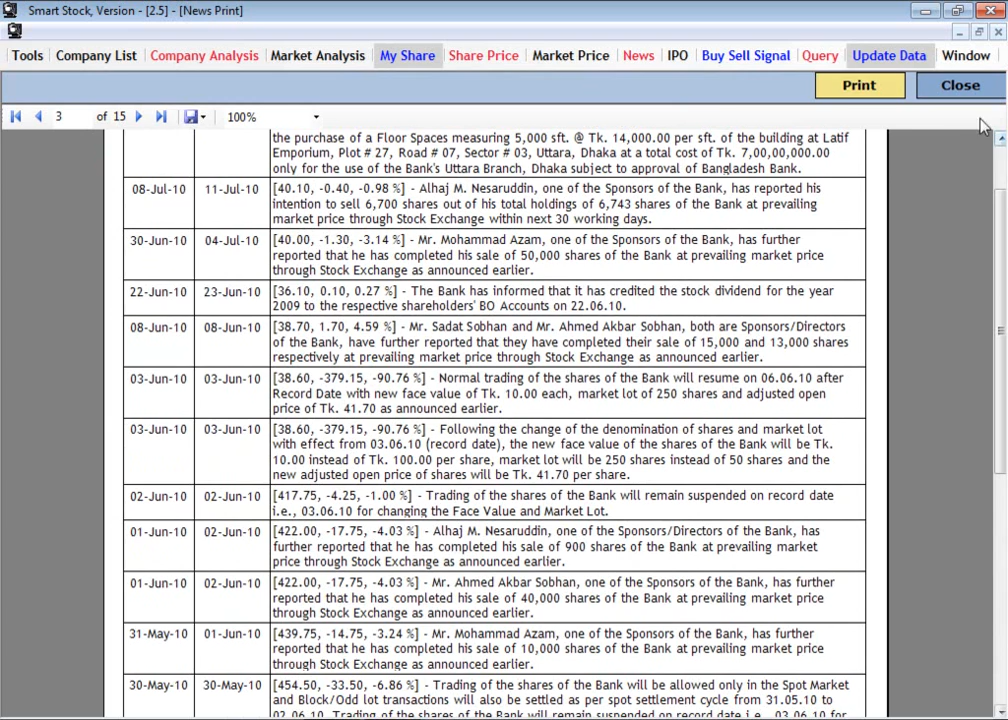 Smart Stock, Version - [2.5] - [News Print]
Tools Company List Company Analysis Market Analysis My Share Share Price Market Price News IPO Buy Sell Signal Query Update Data Window
Print Close
3 of 15 100%
the purchase of a Floor Spaces measuring 5,000 sft. @ Tk. 14,000.00 per sft. of the building at Latif
Emporium, Plot # 27, Road # 07, Sector # 03, Uttara, Dhaka at a total cost of Tk. 7,00,00,000.00
only for the use of the Bank's Uttara Branch, Dhaka subject to approval of Bangladesh Bank.
08-Jul-10 11-Jul-10 [40.10, -0.40, -0.98 %] - Alhaj M. Nesaruddin, one of the Sponsors of the Bank, has reported his
intention to sell 6,700 shares out of his total holdings of 6,743 shares of the Bank at prevailing
market price through Stock Exchange within next 30 working days.
30-Jun-10 04-Jul-10 [40.00, -1.30, -3.14 %] - Mr. Mohammad Azam, one of the Sponsors of the Bank, has further
reported that he has completed his sale of 50,000 shares of the Bank at prevailing market price
through Stock Exchange as announced earlier.
22-Jun-10 23-Jun-10 [36.10, 0.10, 0.27 %] - The Bank has informed that it has credited the stock dividend for the year
2009 to the respective shareholders' BO Accounts on 22.06.10.
08-Jun-10 08-Jun-10 [38.70, 1.70, 4.59 %] - Mr. Sadat Sobhan and Mr. Ahmed Akbar Sobhan, both are Sponsors/Directors
of the Bank, have further reported that they have completed their sale of 15,000 and 13,000 shares
respectively at prevailing market price through Stock Exchange as announced earlier.
03-Jun-10 03-Jun-10 [38.60, -379.15, -90.76 %] - Normal trading of the shares of the Bank will resume on 06.06.10 after
Record Date with new face value of Tk. 10.00 each, market lot of 250 shares and adjusted open
price of Tk. 41.70 as announced earlier.
03-Jun-10 03-Jun-10 [38.60, -379.15, -90.76 %] - Following the change of the denomination of shares and market lot
with effect from 03.06.10 (record date), the new face value of the shares of the Bank will be Tk.
10.00 instead of Tk. 100.00 per share, market lot will be 250 shares instead of 50 shares and the
new adjusted open price of shares will be Tk. 41.70 per share.
02-Jun-10 02-Jun-10 [417.75, -4.25, -1.00 %] - Trading of the shares of the Bank will remain suspended on record date
i.e., 03.06.10 for changing the Face Value and Market Lot.
01-Jun-10 02-Jun-10 [422.00, -17.75, -4.03 %] - Alhaj M. Nesaruddin, one of the Sponsors/Directors of the Bank, has
further reported that he has completed his sale of 900 shares of the Bank at prevailing market
price through Stock Exchange as announced earlier.
01-Jun-10 02-Jun-10 [422.00, -17.75, -4.03 %] - Mr. Ahmed Akbar Sobhan, one of the Sponsors of the Bank, has further
reported that he has completed his sale of 40,000 shares of the Bank at prevailing market price
through Stock Exchange as announced earlier.
31-May-10 01-Jun-10 [439.75, -14.75, -3.24 %] - Mr. Mohammad Azam, one of the Sponsors of the Bank, has further
reported that he has completed his sale of 10,000 shares of the Bank at prevailing market price
through Stock Exchange as announced earlier.
30-May-10 30-May-10 [454.50, -33.50, -6.86 %] - Trading of the shares of the Bank will be allowed only in the Spot Market
and Block/Odd lot transactions will also be settled as per spot settlement cycle from 31.05.10 to
02.06.10. Trading of the shares of the Bank will remain suspended on record date i.e., 03.06.10 for